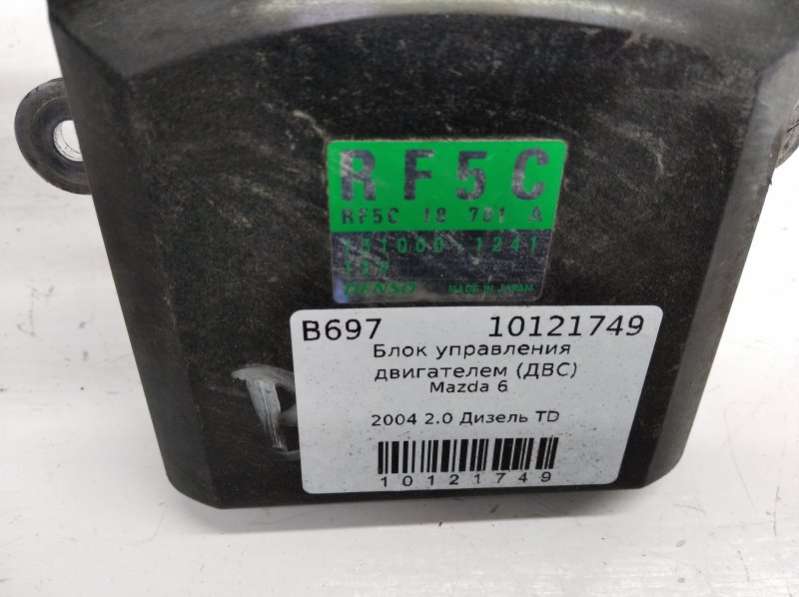 RF5C
RF5C 18 701 A
1241
DENSO MADE IN JAPAN
B697 10121749
Блок управления
двигателем (ДВС)
Mazda 6
2004 2.0 Дизель TD
10121749